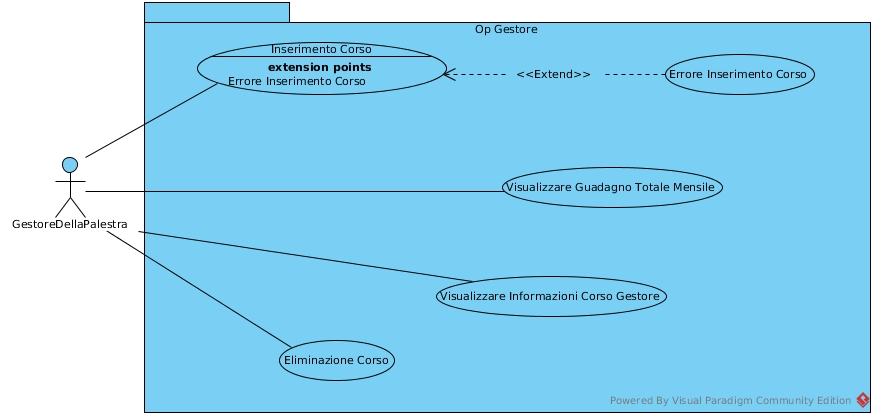 Op Gestore
Inserimento Corso
extension points
Errore Inserimento Corso
<<Extend>>
Errore Inserimento Corso
Visualizzare Guadagno Totale Mensile
GestoreDellaPalestra
Visualizzare Informazioni Corso Gestore
Eliminazione Corso
Powered By Visual Paradigm Community Edition